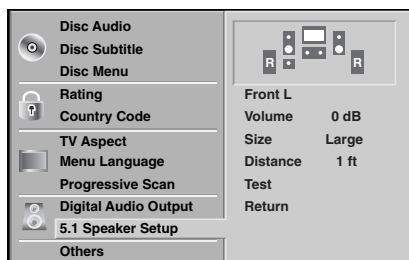 Disc Audio
Disc Subtitle
Disc Menu
Rating
Country Code
TV Aspect
Menu Language
Progressive Scan
Digital Audio Output
5.1 Speaker Setup
Others
R R
Front L
Volume 0 dB
Size Large
Distance 1 ft
Test
Return